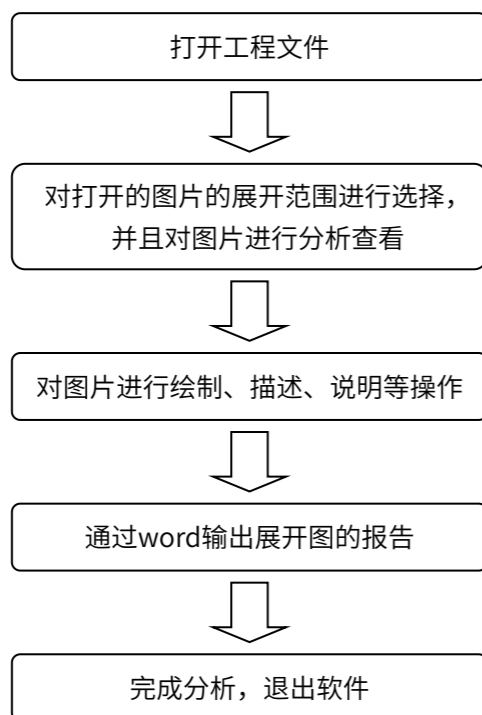 打开工程文件
对打开的图片的展开范围进行选择，
并且对图片进行分析查看
对图片进行绘制、描述、说明等操作
通过word输出展开图的报告
完成分析，退出软件